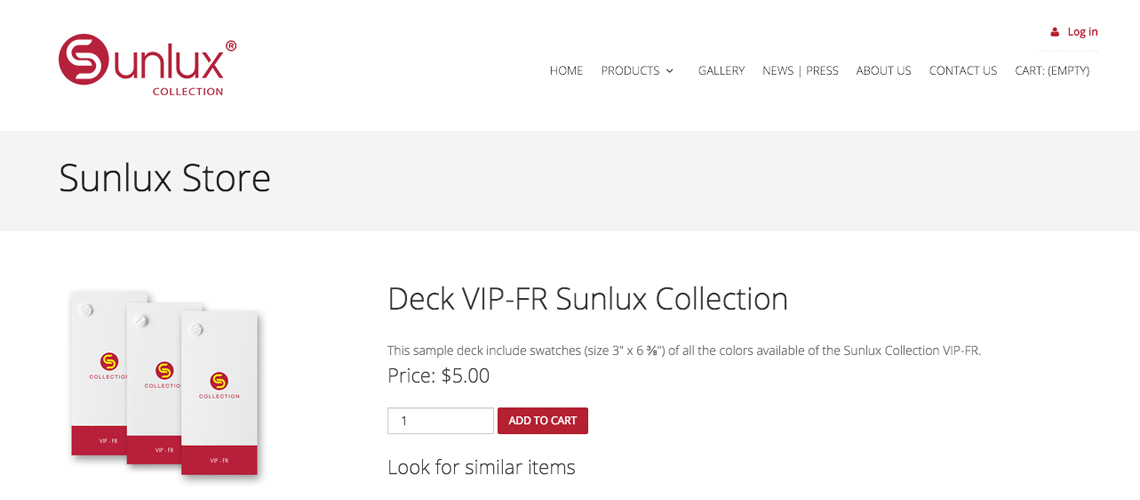 Log in
Sunlux®
COLLECTION
HOME PRODUCTS GALLERY NEWS | PRESS ABOUT US CONTACT US CART: (EMPTY)
Sunlux Store
Deck VIP-FR Sunlux Collection
This sample deck include swatches (size 3" x 6 ⅜") of all the colors available of the Sunlux Collection VIP-FR.
Price: $5.00
1 ADD TO CART
Look for similar items
S S S
COLLECTION COLLECTIO COLLECTION
VIP - FR VIP - FR VIP - FR